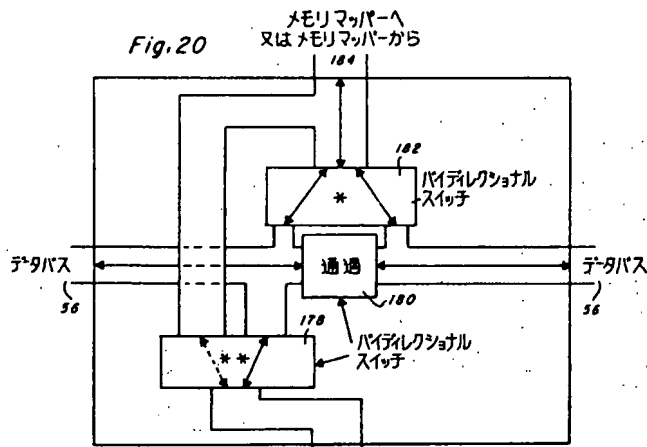 Fig.20
メモリ マッパーへ
又は メモリ マッパーから
184
182
*
バイディレクショナル
スイッチ
データバス
通過
データバス
56
180
56
178
* *
バイディレクショナル
スイッチ